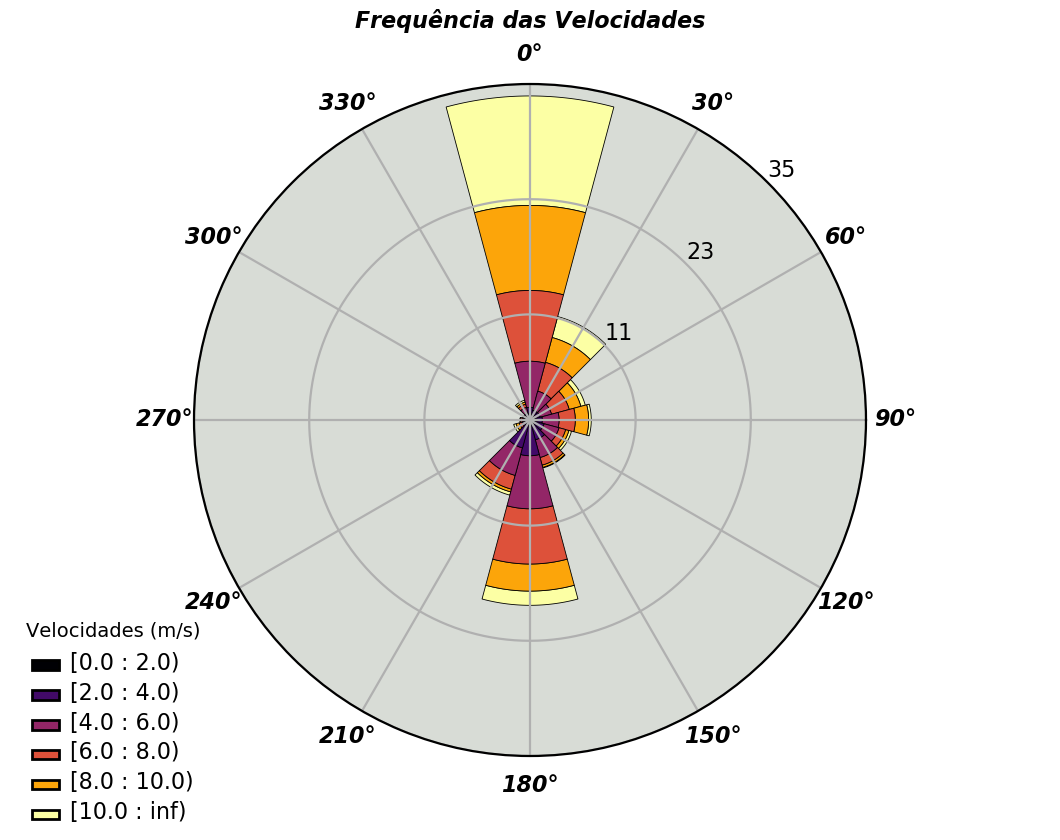 Frequência das Velocidades
0°
330°
30°
35
300°
60°
23
11
270°
90°
240°
120°
210°
150°
180°
Velocidades (m/s)
[0.0 : 2.0)
[2.0 : 4.0)
[4.0 : 6.0)
[6.0 : 8.0)
[8.0 : 10.0)
[10.0 : inf)